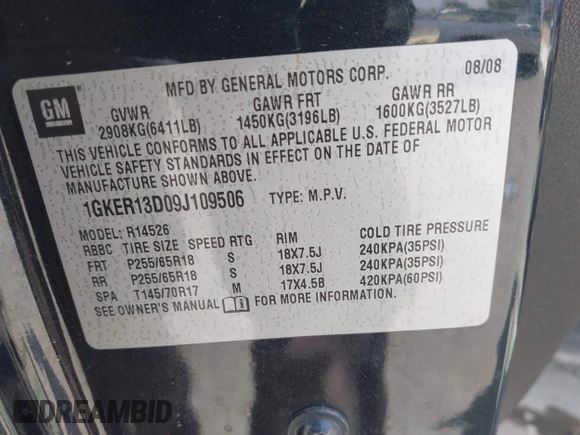 MFD BY GENERAL MOTORS CORP. 08/08
GM
GVWR GAWR FRT GAWR RR
2908KG(6411LB) 1450KG(3196LB) 1600KG(3527LB)
THIS VEHICLE CONFORMS TO ALL APPLICABLE U.S. FEDERAL MOTOR
VEHICLE SAFETY STANDARDS IN EFFECT ON THE DATE OF
MANUFACTURE SHOWN ABOVE.
1GKER13D09J109506 TYPE: M.P.V.
MODEL: R14526
RBBC TIRE SIZE SPEED RTG RIM COLD TIRE PRESSURE
FRT P255/65R18 S 18X7.5J 240KPA(35PSI)
RR P255/65R18 S 18X7.5J 240KPA(35PSI)
SPA T145/70R17 M 17X4.5B 420KPA(60PSI)
SEE OWNER'S MANUAL FOR MORE INFORMATION.
DREAMBID